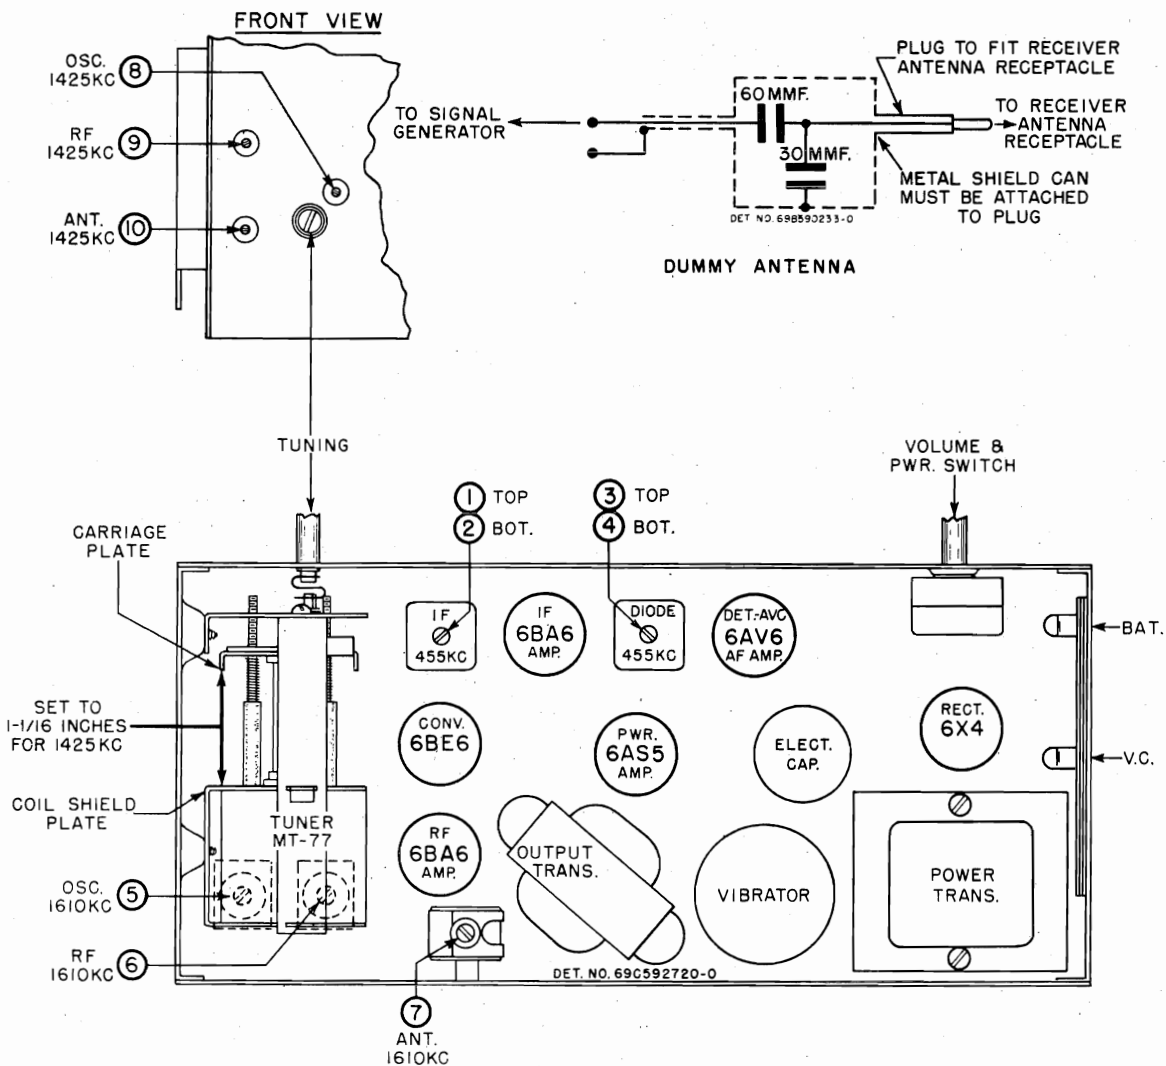 FRONT VIEW
OSC.
1425KC
8
RF
1425KC
9
ANT.
1425KC
10
TO SIGNAL
GENERATOR
60 MMF.
30 MMF.
PLUG TO FIT RECEIVER
ANTENNA RECEPTACLE
TO RECEIVER
ANTENNA
RECEPTACLE
METAL SHIELD CAN
MUST BE ATTACHED
TO PLUG
DET NO. 69B590233-0
DUMMY ANTENNA
TUNING
VOLUME &
PWR. SWITCH
1 TOP
2 BOT.
3 TOP
4 BOT.
CARRIAGE
PLATE
IF
455KC
IF
6BA6
AMP.
DIODE
455KC
DET.-AVC
6AV6
AF AMP.
BAT.
SET TO
1-1/16 INCHES
FOR 1425KC
CONV.
6BE6
PWR.
6AS5
AMP.
ELECT.
CAP.
RECT.
6X4
V.C.
COIL SHIELD
PLATE
TUNER
MT-77
RF
6BA6
AMP.
OUTPUT
TRANS.
VIBRATOR
POWER
TRANS.
OSC.
1610KC
5
RF
1610KC
6
DET. NO. 69C592720-0
7
ANT.
1610KC